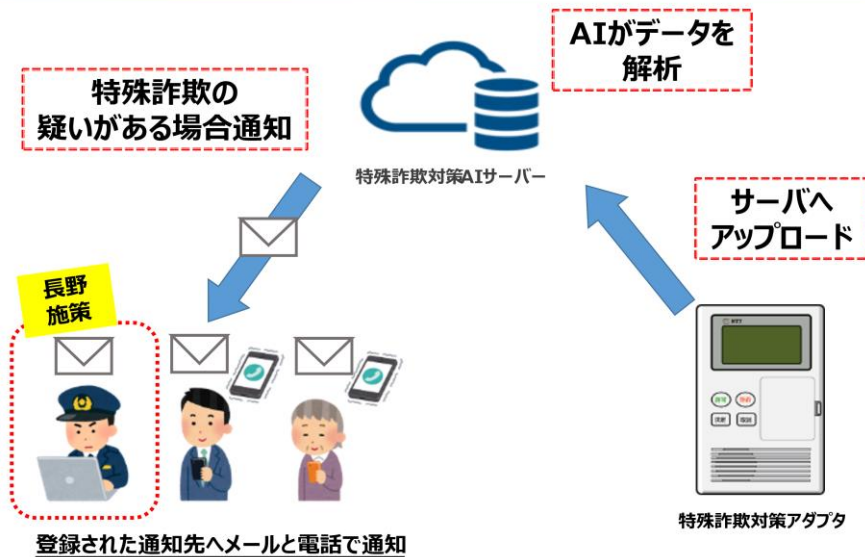 AIがデータを
解析
特殊詐欺の
疑いがある場合通知
特殊詐欺対策AIサーバー
サーバへ
アップロード
長野
施策
特殊詐欺対策アダプタ
登録された通知先へメールと電話で通知